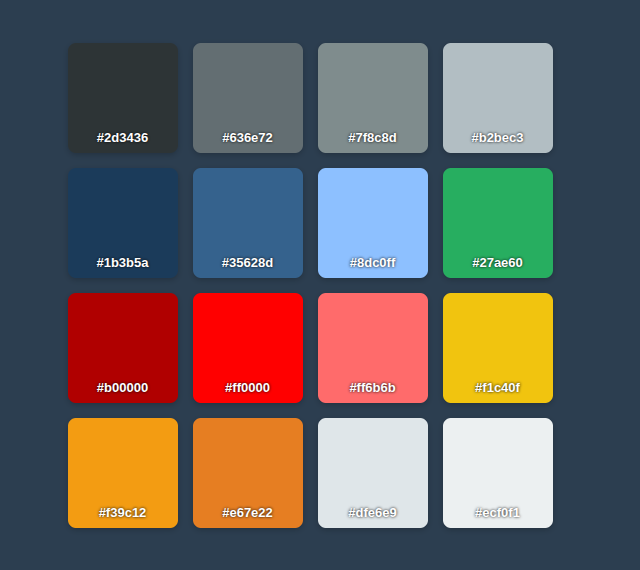 #2d3436
#636e72
#7f8c8d
#b2bec3
#1b3b5a
#35628d
#8dc0ff
#27ae60
#b00000
#ff0000
#ff6b6b
#f1c40f
#f39c12
#e67e22
#dfe6e9
#ecf0f1